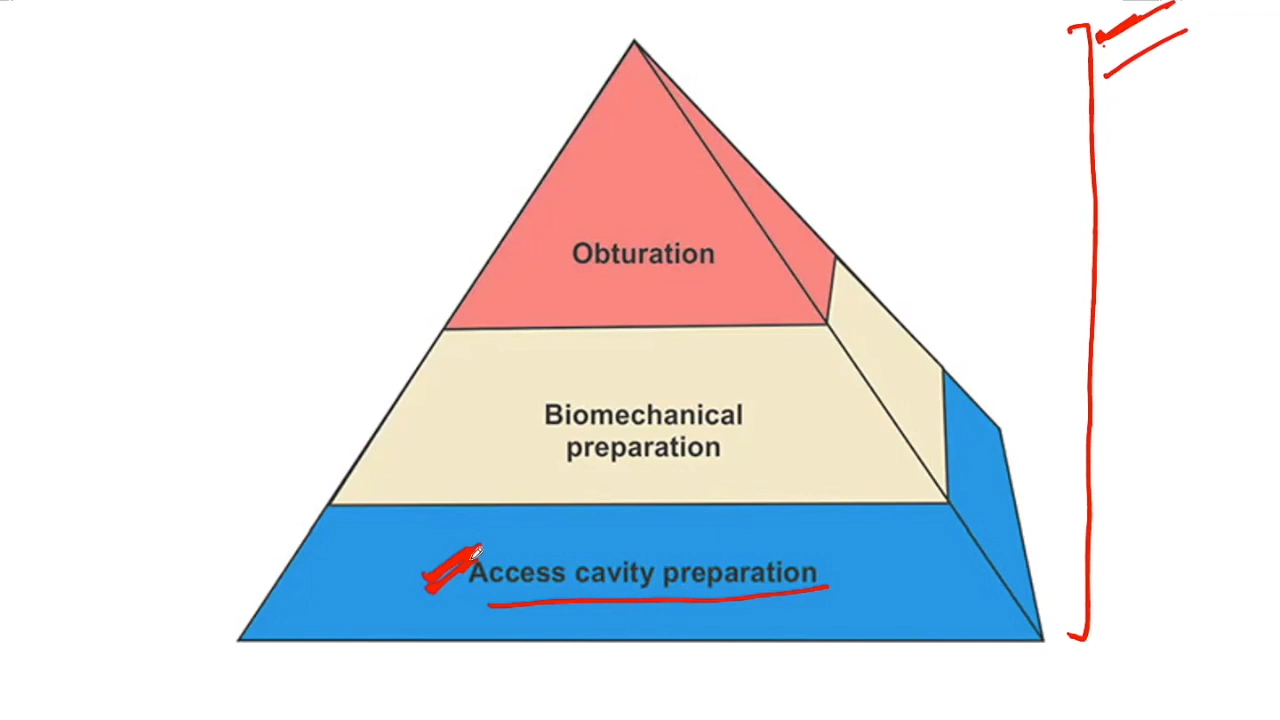 Obturation
Biomechanical
preparation
Access cavity preparation